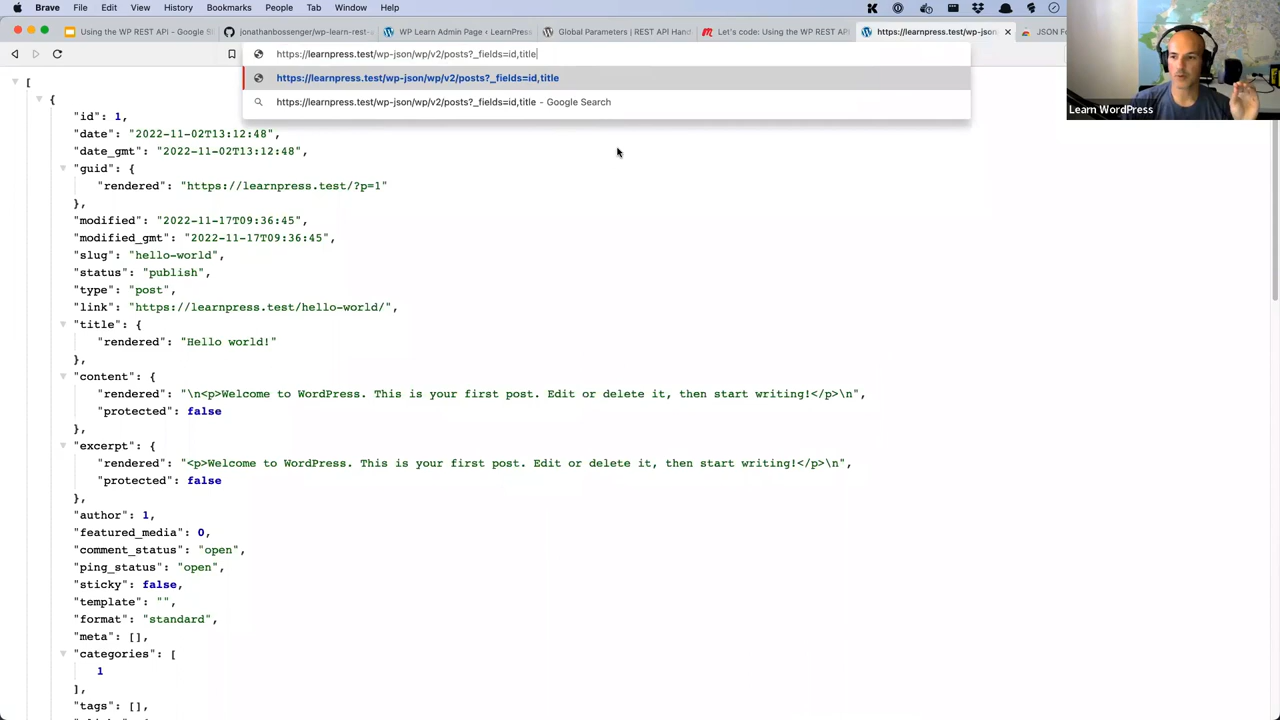 Brave File Edit View History Bookmarks People Tab Window Help
Using the WP REST API - Google Sl
jonathanbossenger/wp-learn-rest-
WP Learn Admin Page ‹ LearnPress
Global Parameters | REST API Hand
Let's code: Using the WP REST API
https://learnpress.test/wp-json/wp
JSON Fo
https://learnpress.test/wp-json/wp/v2/posts?_fields=id,title
https://learnpress.test/wp-json/wp/v2/posts?_fields=id,title
https://learnpress.test/wp-json/wp/v2/posts?_fields=id,title - Google Search
Learn WordPress
[
{
"id": 1,
"date": "2022-11-02T13:12:48",
"date_gmt": "2022-11-02T13:12:48",
"guid": {
"rendered": "https://learnpress.test/?p=1"
},
"modified": "2022-11-17T09:36:45",
"modified_gmt": "2022-11-17T09:36:45",
"slug": "hello-world",
"status": "publish",
"type": "post",
"link": "https://learnpress.test/hello-world/",
"title": {
"rendered": "Hello world!"
},
"content": {
"rendered": "\n<p>Welcome to WordPress. This is your first post. Edit or delete it, then start writing!</p>\n",
"protected": false
},
"excerpt": {
"rendered": "<p>Welcome to WordPress. This is your first post. Edit or delete it, then start writing!</p>\n",
"protected": false
},
"author": 1,
"featured_media": 0,
"comment_status": "open",
"ping_status": "open",
"sticky": false,
"template": "",
"format": "standard",
"meta": [],
"categories": [
1
],
"tags": [],